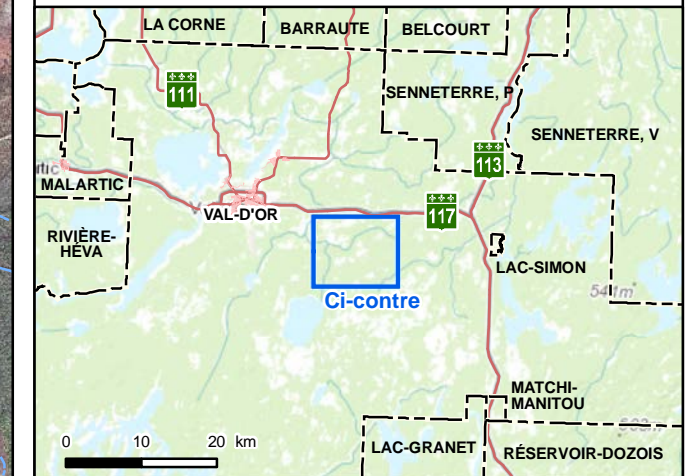 LA CORNE
BARRAUTE
BELCOURT
111
SENNETERRE, P
SENNETERRE, V
113
tic
MALARTIC
VAL-D'OR
117
RIVIÈRE-
HÉVA
LAC-SIMON
Ci-contre
MATCHI-
MANITOU
0 10 20 km
LAC-GRANET
RÉSERVOIR-DOZOIS